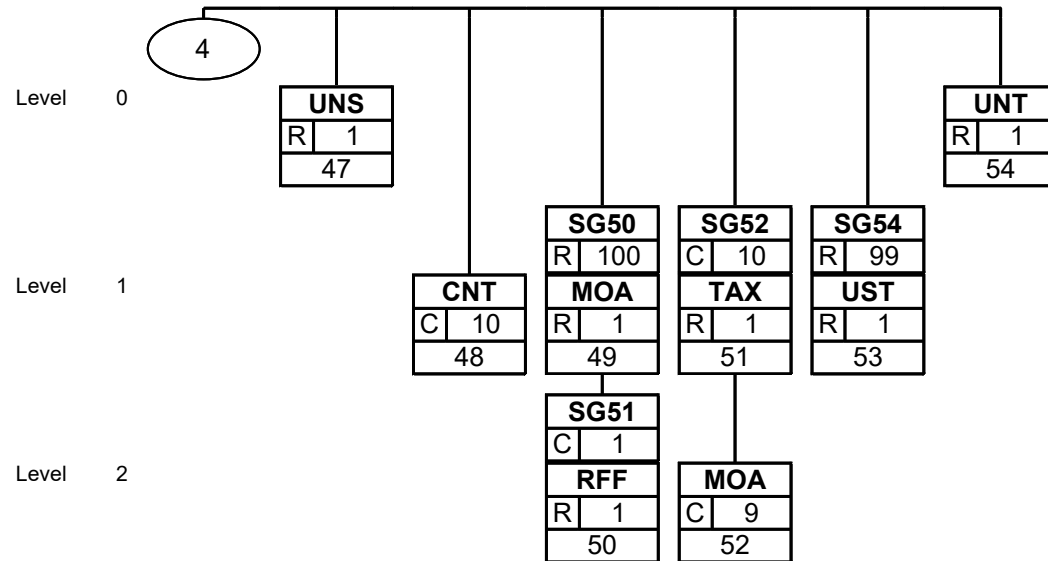 4
Level 0
UNS
R 1
47
UNT
R 1
54
Level 1
CNT
C 10
48
SG50
R 100
MOA
R 1
49
SG52
C 10
TAX
R 1
51
SG54
R 99
UST
R 1
53
Level 2
SG51
C 1
RFF
R 1
50
MOA
C 9
52